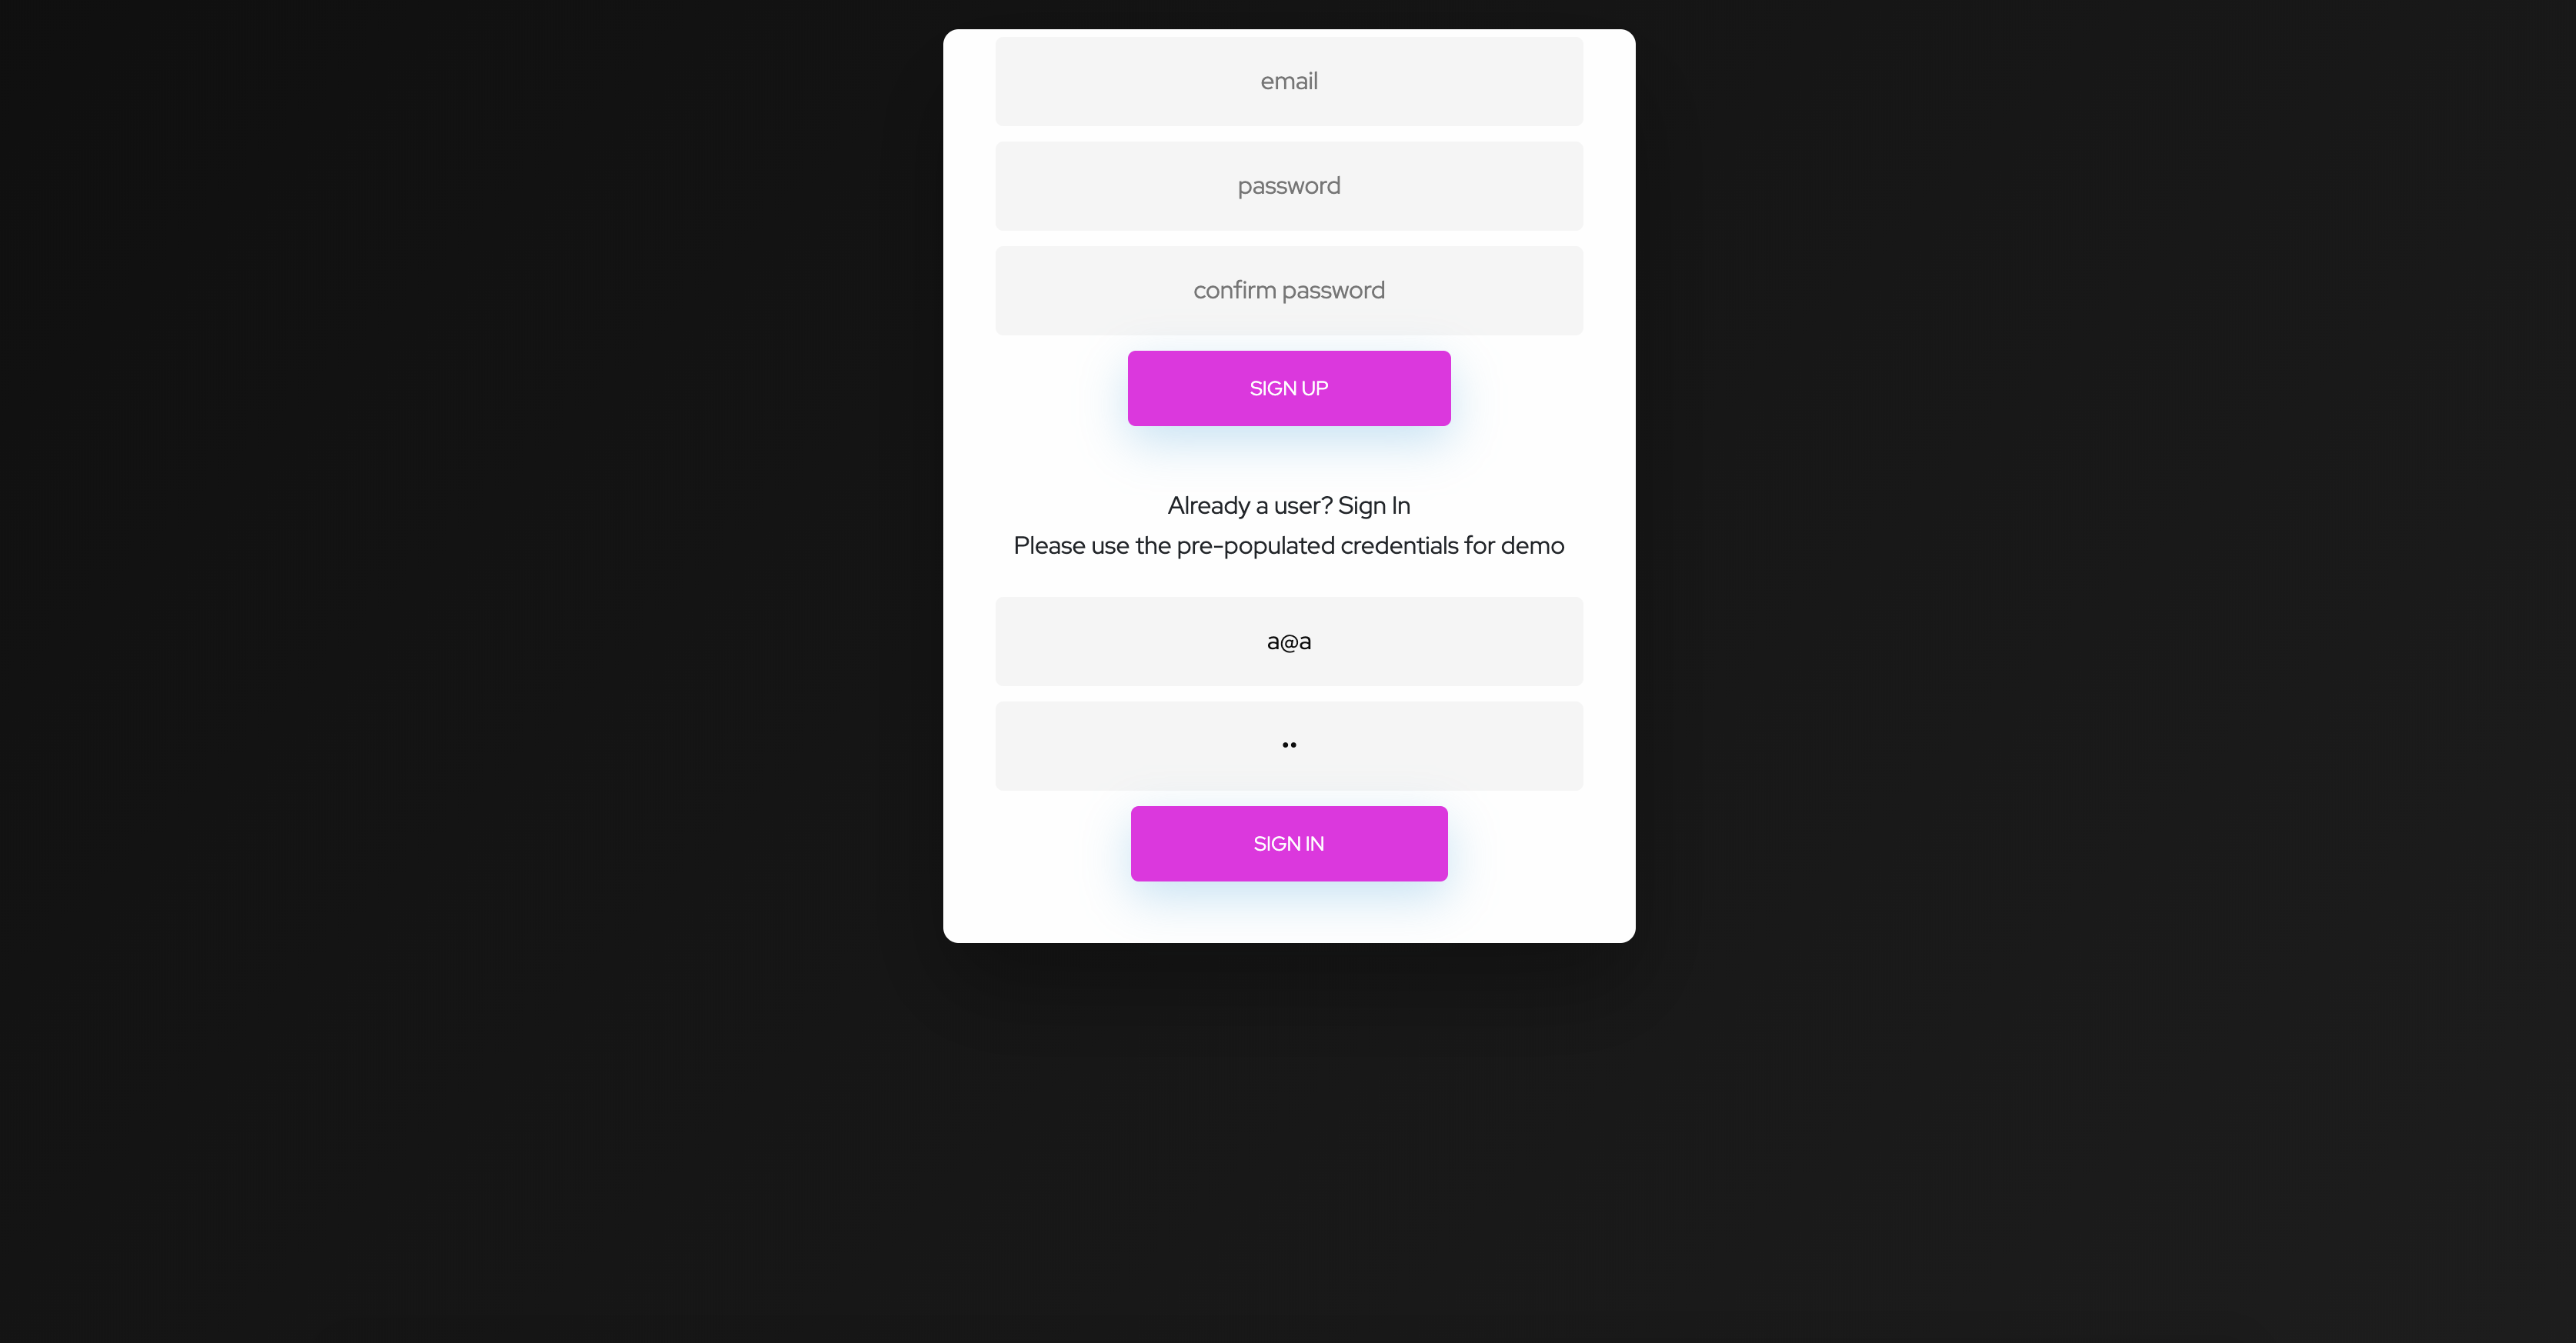 email
password
confirm password
SIGN UP
Already a user? Sign In
Please use the pre-populated credentials for demo
a@a
••
SIGN IN